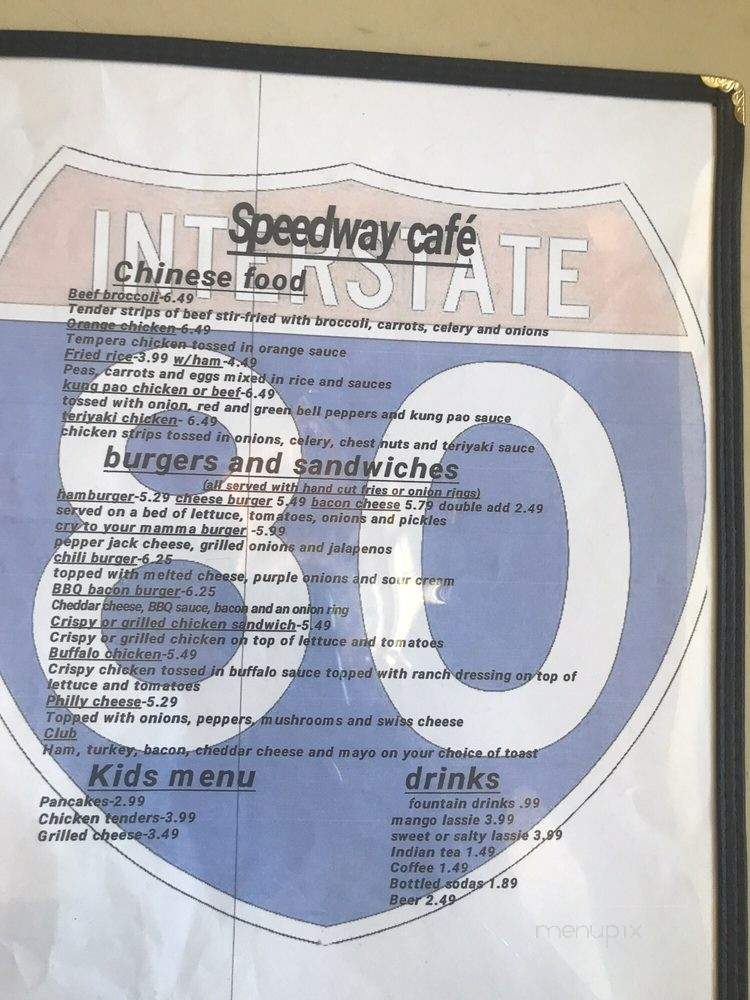 INTERSTATE
Speedway café
Chinese food
Beef broccoli-6.49
Tender strips of beef stir-fried with broccoli, carrots, celery and onions
Orange chicken-6.49
Tempera chicken tossed in orange sauce
Fried rice-3.99 w/ham-4.49
Peas, carrots and eggs mixed in rice and sauces
kung pao chicken or beef-6.49
tossed with onion, red and green bell peppers and kung pao sauce
teriyaki chicken- 6.49
chicken strips tossed in onions, celery, chest nuts and teriyaki sauce
burgers and sandwiches
(all served with hand cut fries or onion rings)
hamburger-5.29 cheese burger 5.49 bacon cheese 5.79 double add 2.49
served on a bed of lettuce, tomatoes, onions and pickles
cry to your mamma burger -5.99
pepper jack cheese, grilled onions and jalapenos
chili burger-6.25
topped with melted cheese, purple onions and sour cream
BBQ bacon burger-6.25
Cheddar cheese, BBQ sauce, bacon and an onion ring
Crispy or grilled chicken sandwich-5.49
Crispy or grilled chicken on top of lettuce and tomatoes
Buffalo chicken-5.49
Crispy chicken tossed in buffalo sauce topped with ranch dressing on top of
lettuce and tomatoes
Philly cheese-5.29
Topped with onions, peppers, mushrooms and swiss cheese
Club
Ham, turkey, bacon, cheddar cheese and mayo on your choice of toast
80
Kids menu
Pancakes-2.99
Chicken tenders-3.99
Grilled cheese-3.49
drinks
fountain drinks .99
mango lassie 3.99
sweet or salty lassie 3.99
Indian tea 1.49
Coffee 1.49
Bottled sodas 1.89
Beer 2.49
menupix